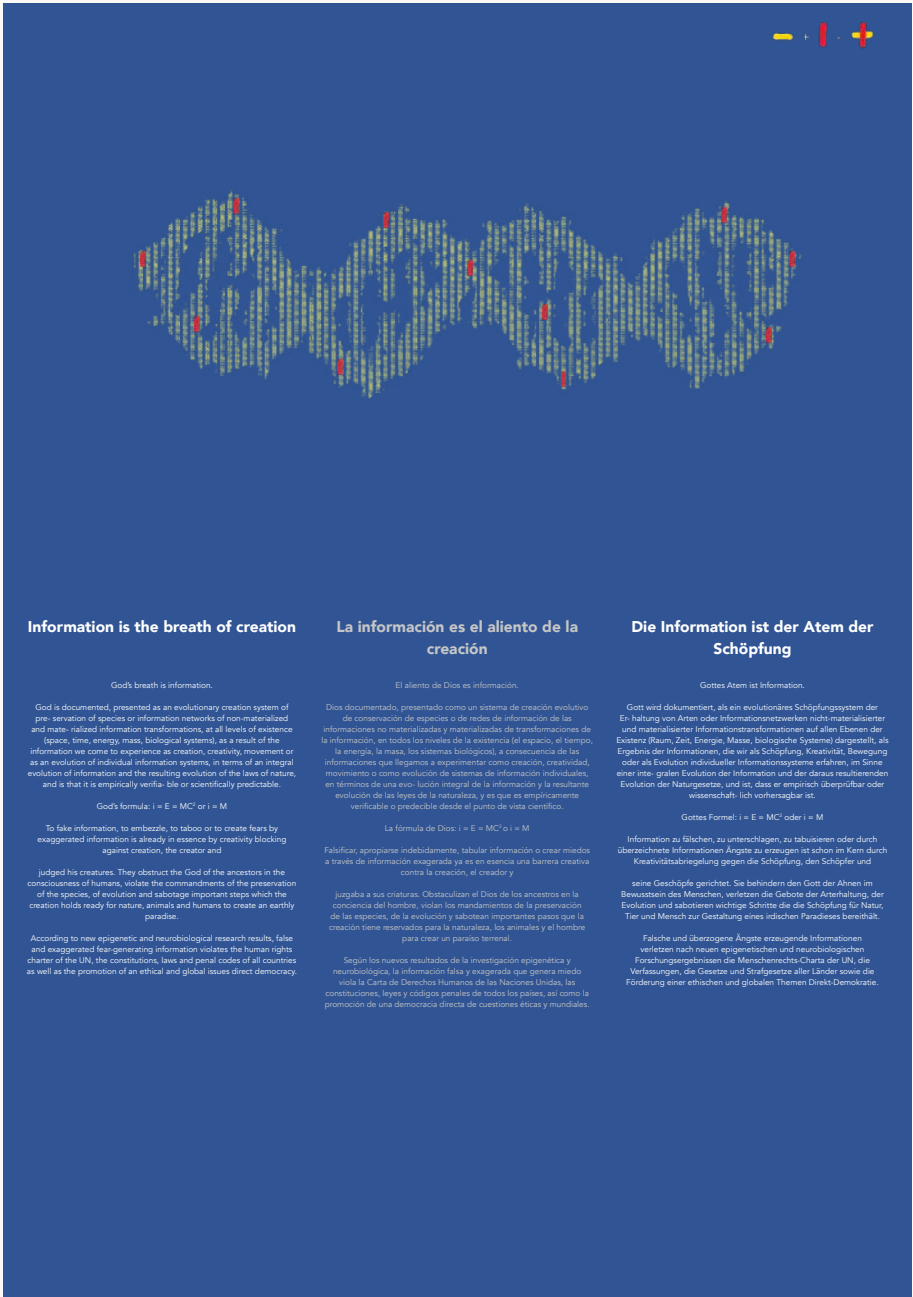 +
Information is the breath of creation
God's breath is information.
God is documented, presented as an evolutionary creation system of
pre- servation of species or information networks of non-materialized
and mate- rialized information transformations, at all levels of existence
(space, time, energy, mass, biological systems), as a result of the
information we come to experience as creation, creativity, movement or
as an evolution of individual information systems, in terms of an integral
evolution of information and the resulting evolution of the laws of nature,
and is that it is empirically verifia- ble or scientifically predictable.
God's formula: i = E = MC² or i = M
To fake information, to embezzle, to taboo or to create fears by
exaggerated information is already in essence by creativity blocking
against creation, the creator and
judged his creatures. They obstruct the God of the ancestors in the
consciousness of humans, violate the commandments of the preservation
of the species, of evolution and sabotage important steps which the
creation holds ready for nature, animals and humans to create an earthly
paradise.
According to new epigenetic and neurobiological research results, false
and exaggerated fear-generating information violates the human rights
charter of the UN, the constitutions, laws and penal codes of all countries
as well as the promotion of an ethical and global issues direct democracy.
La información es el aliento de la
creación
El aliento de Dios es información.
Dios documentado, presentado como un sistema de creación evolutivo
de conservación de especies o de redes de información de las
informaciones no materializadas y materializadas de transformaciones de
la información, en todos los niveles de la existencia (el espacio, el tiempo,
la energía, la masa, los sistemas biológicos), a consecuencia de las
informaciones que llegamos a experimentar como creación, creatividad,
movimiento o como evolución de sistemas de información individuales,
en términos de una evo- lución integral de la información y la resultante
evolución de las leyes de la naturaleza, y es que es empíricamente
verificable o predecible desde el punto de vista científico.
La fórmula de Dios: i = E = MC² o i = M
Falsificar, apropiarse indebidamente, tabular información o crear miedos
a través de información exagerada ya es en esencia una barrera creativa
contra la creación, el creador y
juzgaba a sus criaturas. Obstaculizan el Dios de los ancestros en la
conciencia del hombre, violan los mandamientos de la preservación
de las especies, de la evolución y sabotean importantes pasos que la
creación tiene reservados para la naturaleza, los animales y el hombre
para crear un paraíso terrenal.
Según los nuevos resultados de la investigación epigenética y
neurobiológica, la información falsa y exagerada que genera miedo
viola la Carta de Derechos Humanos de las Naciones Unidas, las
constituciones, leyes y códigos penales de todos los países, así como la
promoción de una democracia directa de cuestiones éticas y mundiales.
Die Information ist der Atem der
Schöpfung
Gottes Atem ist Information.
Gott wird dokumentiert, als ein evolutionäres Schöpfungssystem der
Er- haltung von Arten oder Informationsnetzwerken nicht-materialisierter
und materialisierter Informationstransformationen auf allen Ebenen der
Existenz (Raum, Zeit, Energie, Masse, biologische Systeme) dargestellt, als
Ergebnis der Informationen, die wir als Schöpfung, Kreativität, Bewegung
oder als Evolution individueller Informationssysteme erfahren, im Sinne
einer inte- gralen Evolution der Information und der daraus resultierenden
Evolution der Naturgesetze, und ist, dass er empirisch überprüfbar oder
wissenschaft- lich vorhersagbar ist.
Gottes Formel: i = E = MC² oder i = M
Information zu fälschen, zu unterschlagen, zu tabuisieren oder durch
überzeichnete Informationen Ängste zu erzeugen ist schon im Kern durch
Kreativitätsabriegelung gegen die Schöpfung, den Schöpfer und
seine Geschöpfe gerichtet. Sie behindern den Gott der Ahnen im
Bewusstsein des Menschen, verletzen die Gebote der Arterhaltung, der
Evolution und sabotieren wichtige Schritte die die Schöpfung für Natur,
Tier und Mensch zur Gestaltung eines irdischen Paradieses bereithält.
Falsche und überzogene Ängste erzeugende Informationen
verletzen nach neuen epigenetischen und neurobiologischen
Forschungsergebnissen die Menschenrechts-Charta der UN, die
Verfassungen, die Gesetze und Strafgesetze aller Länder sowie die
Förderung einer ethischen und globalen Themen Direkt-Demokratie.